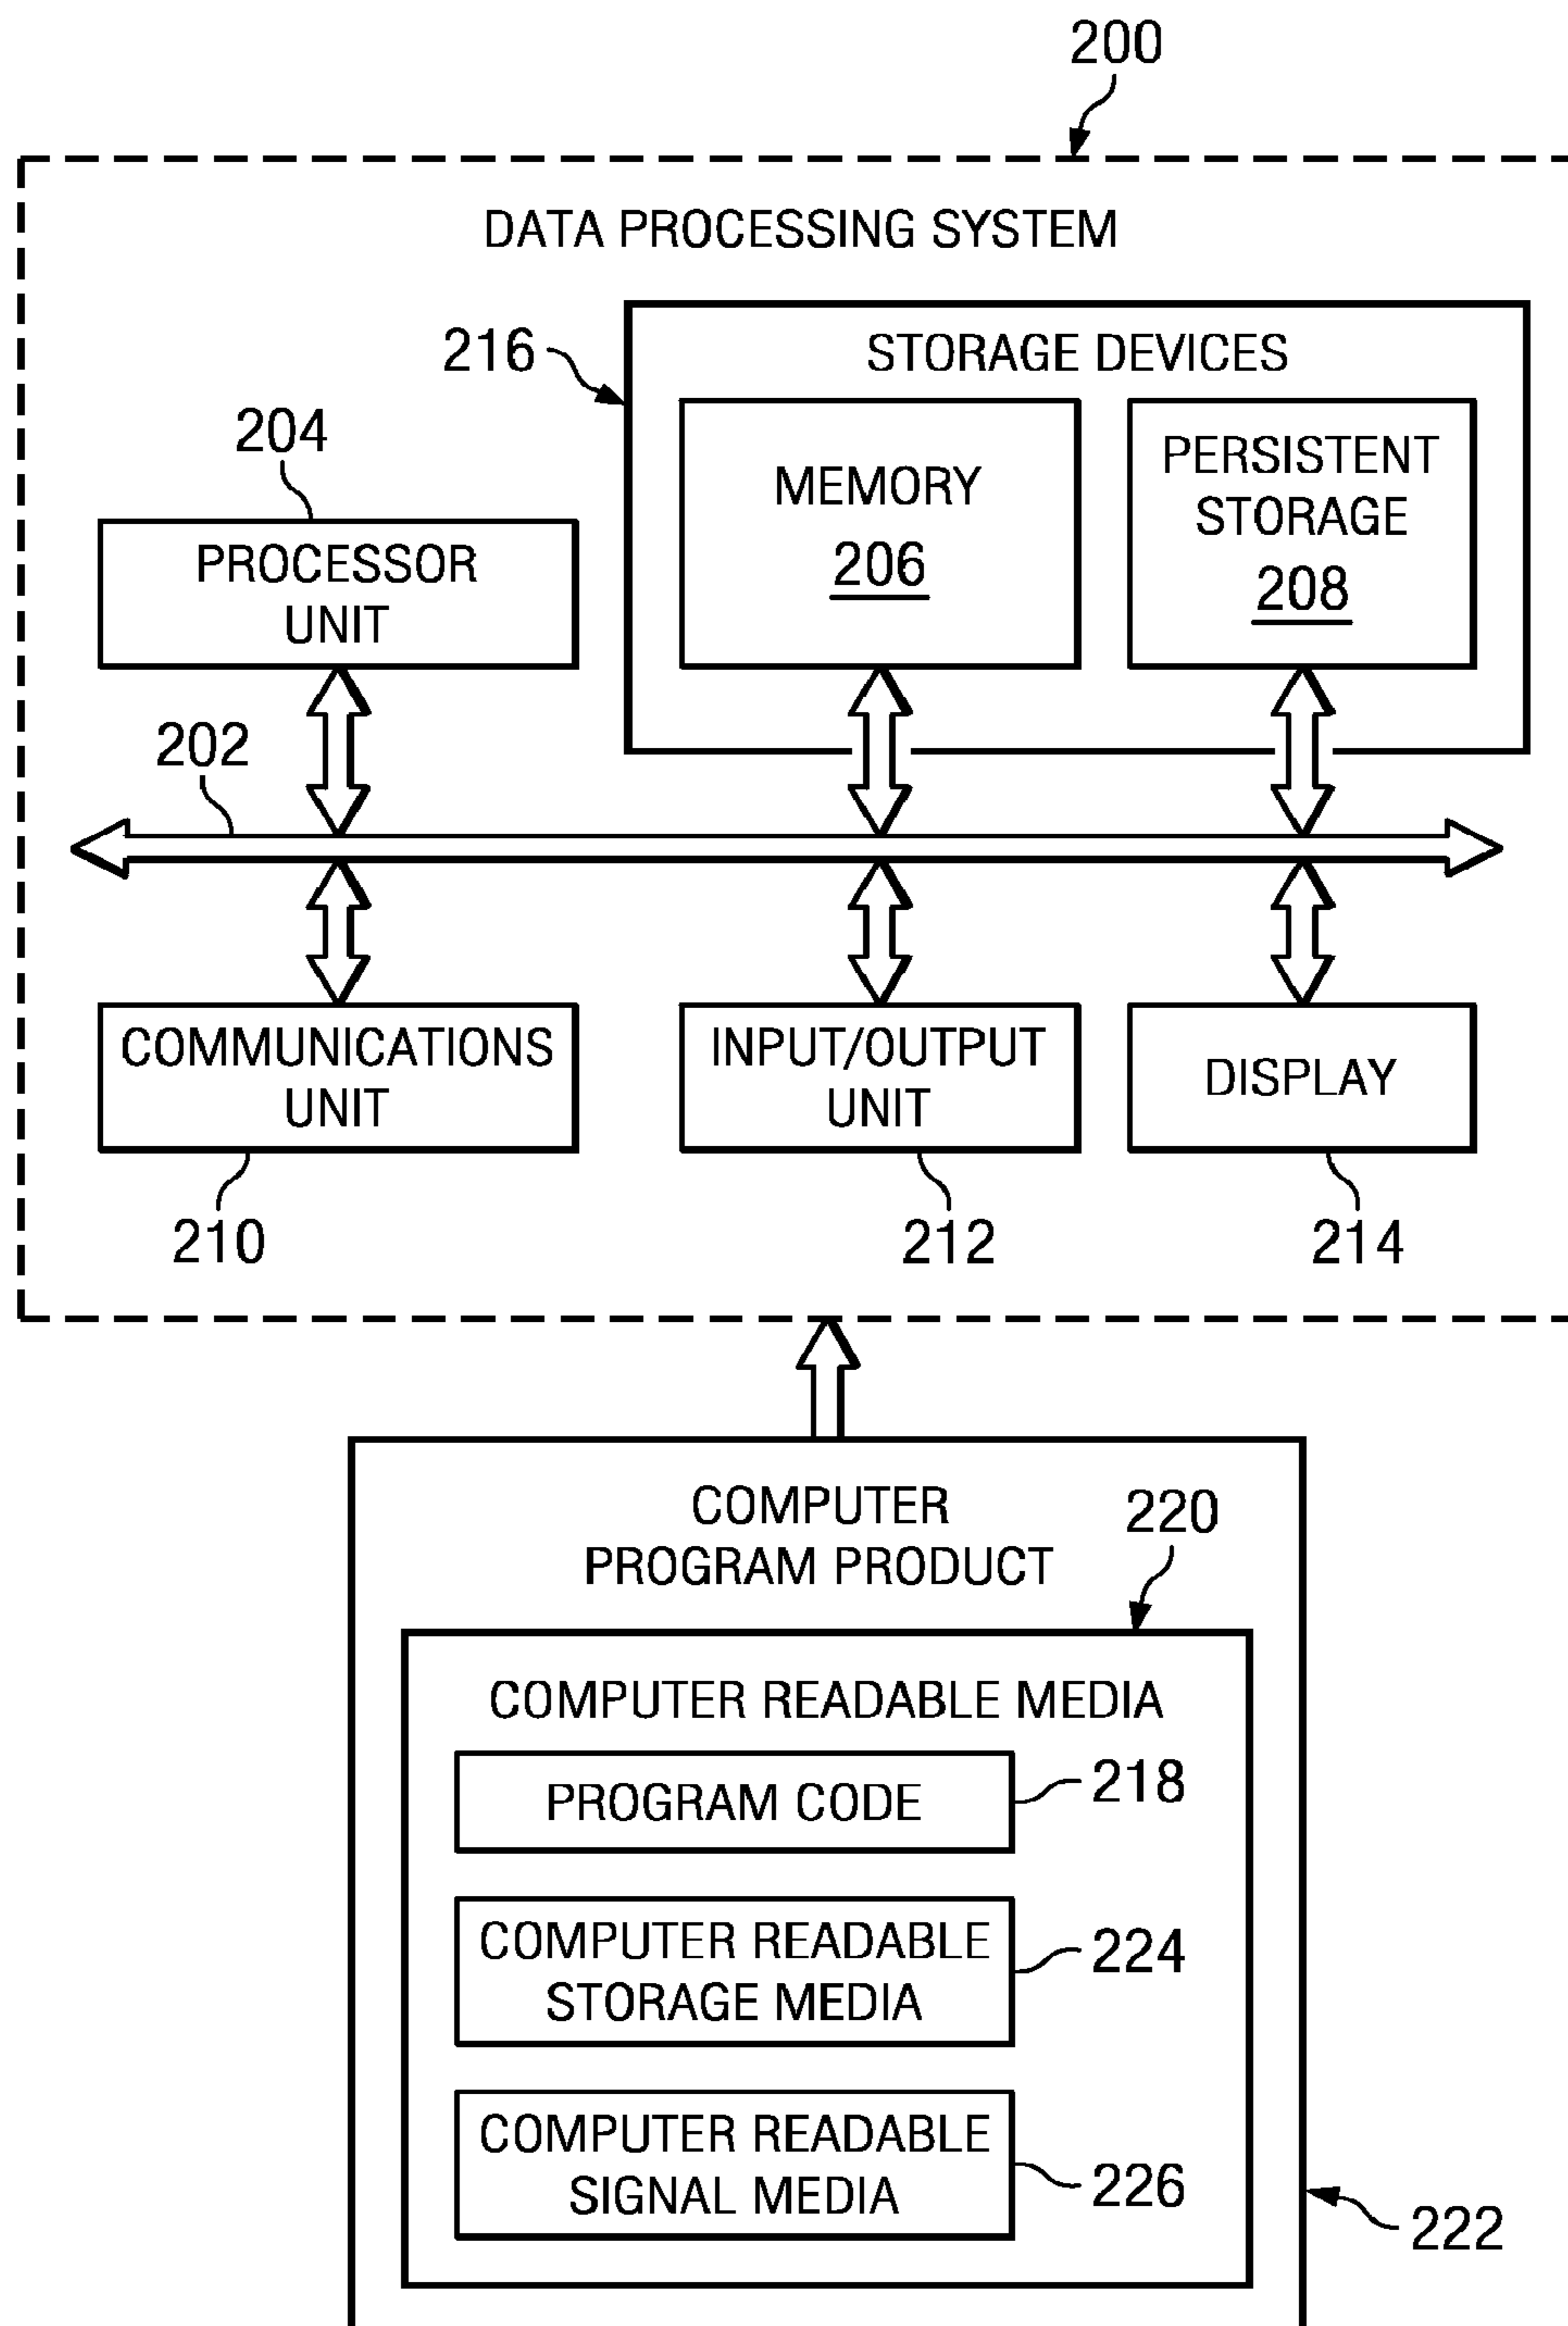 200
DATA PROCESSING SYSTEM
216
STORAGE DEVICES
204
MEMORY
206
PERSISTENT
STORAGE
208
PROCESSOR
UNIT
202
COMMUNICATIONS
UNIT
INPUT/OUTPUT
UNIT
DISPLAY
210
212
214
COMPUTER
PROGRAM PRODUCT
220
COMPUTER READABLE MEDIA
PROGRAM CODE
218
COMPUTER READABLE
STORAGE MEDIA
224
COMPUTER READABLE
SIGNAL MEDIA
226
222